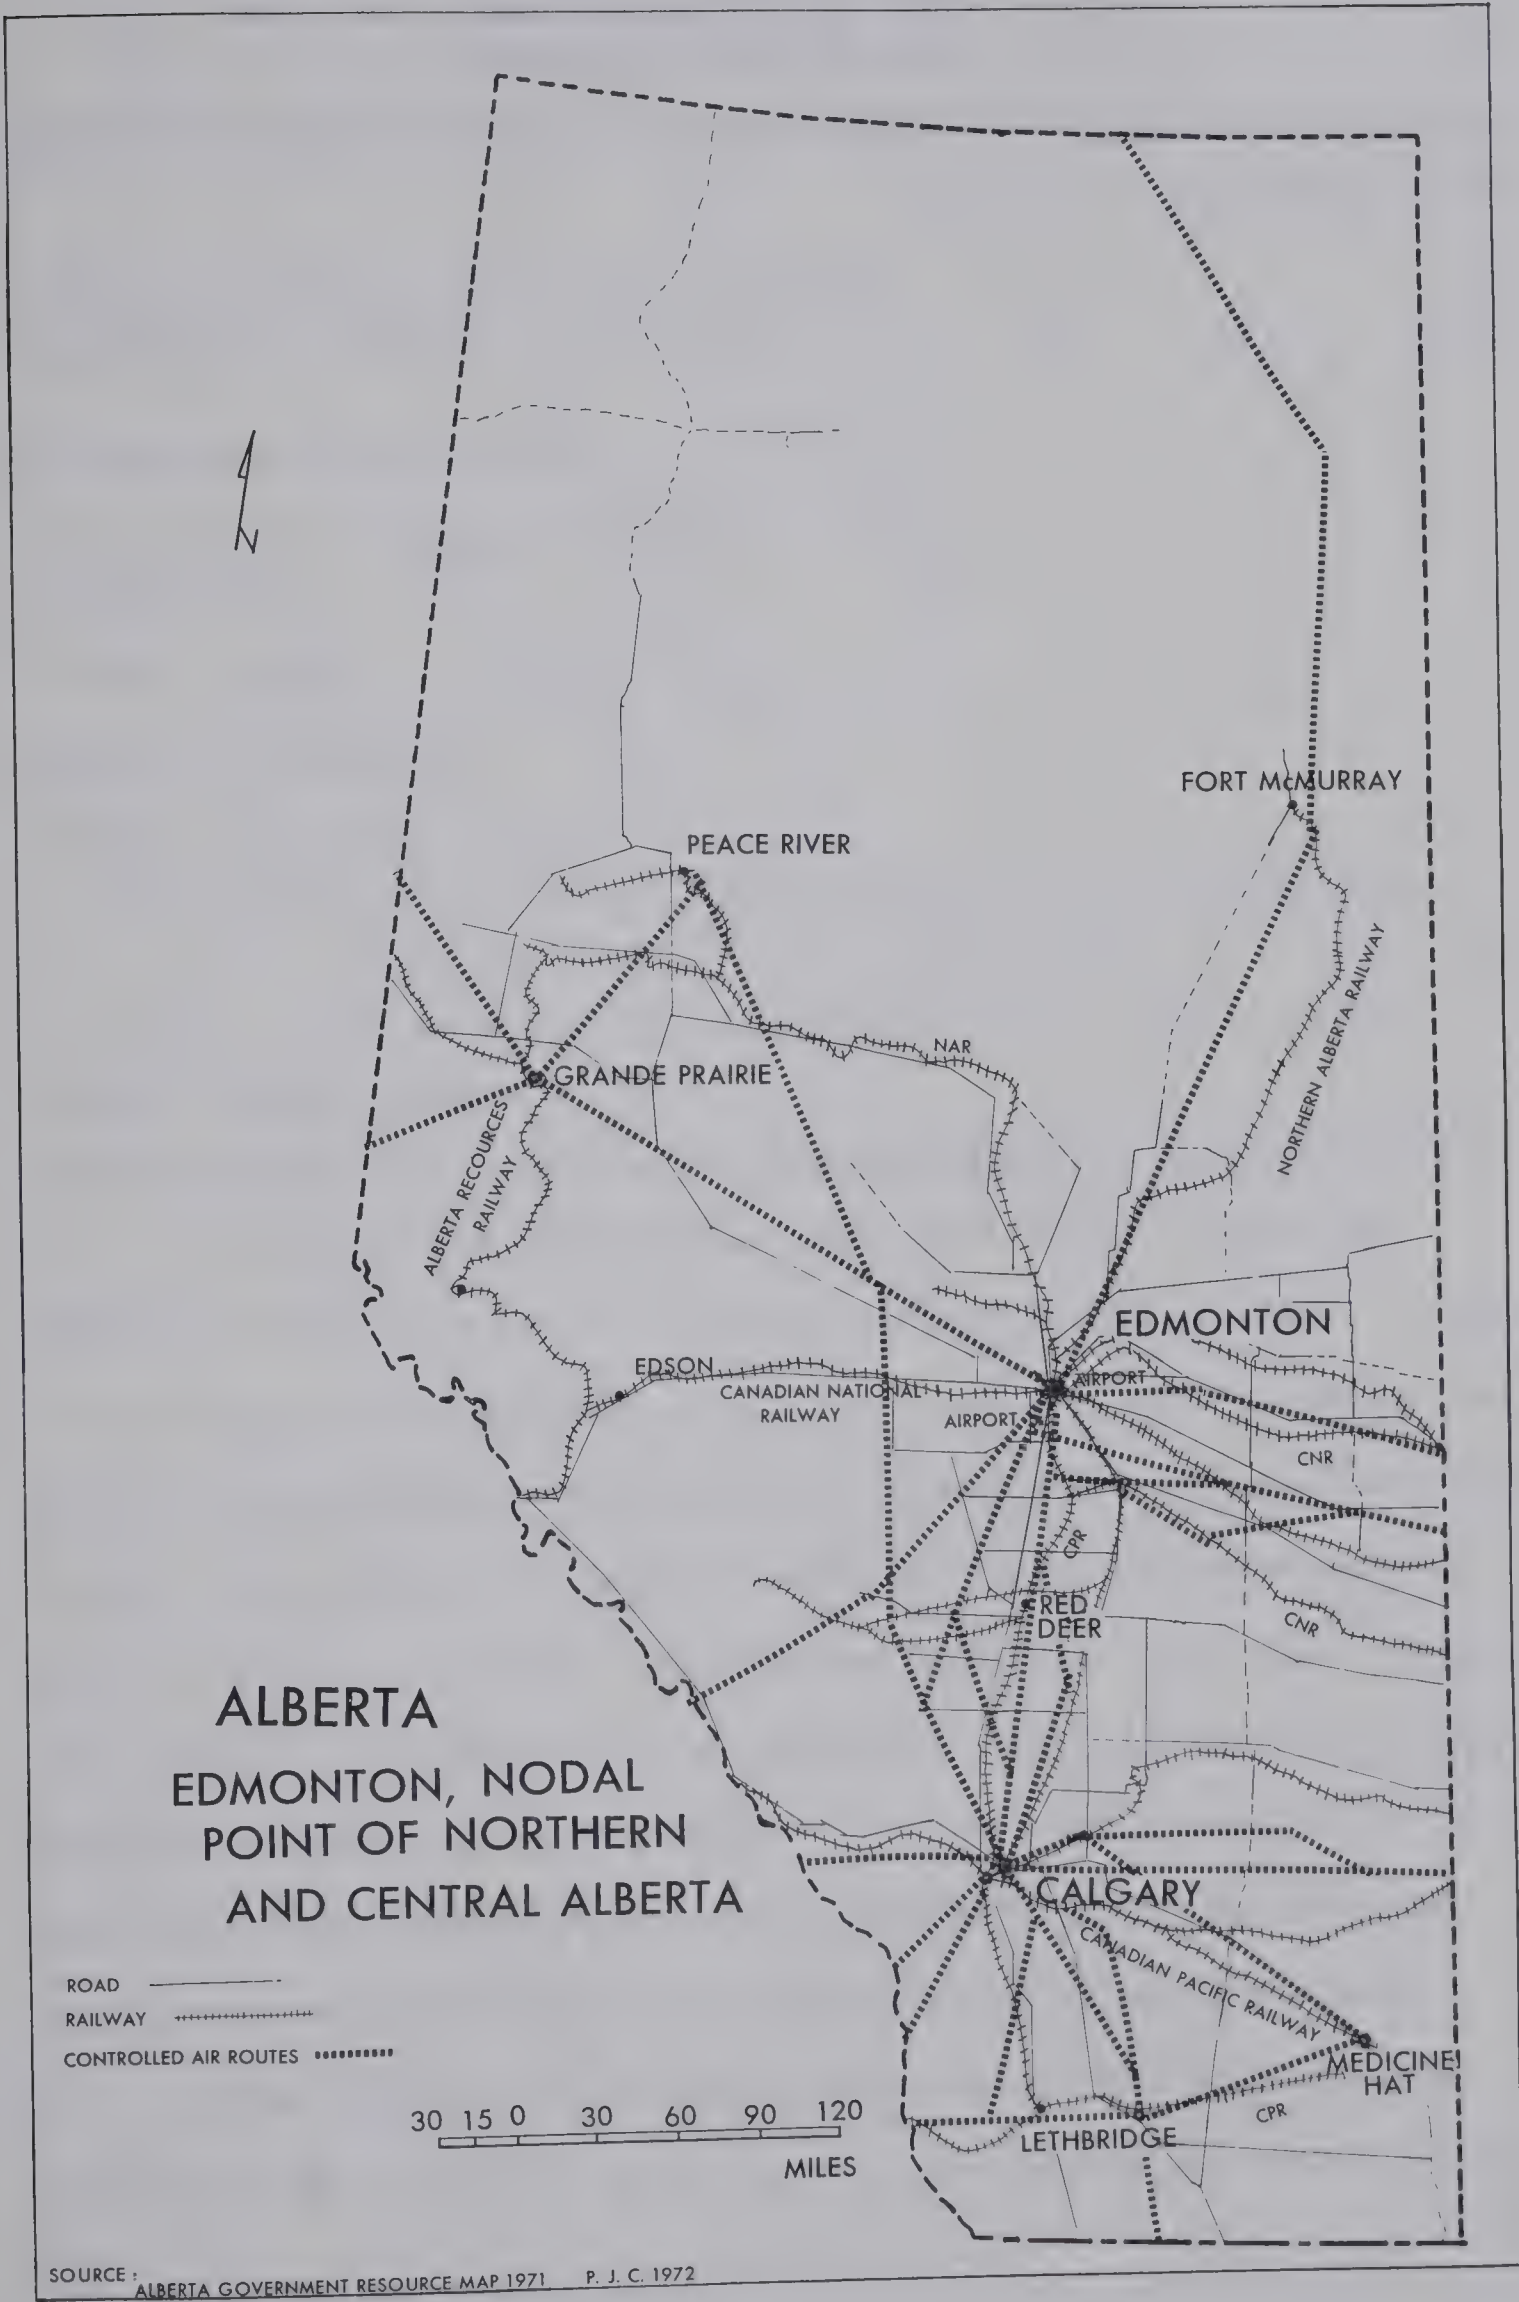 FORT McMURRAY
PEACE RIVER
NORTHERN ALBERTA RAILWAY
NAR
GRANDE PRAIRIE
ALBERTA RECOURCES
RAILWAY
EDMONTON
EDSON
AIRPORT
CANADIAN NATIONAL
RAILWAY
AIRPORT
CNR
CPR
RED
DEER
CNR
ALBERTA
EDMONTON, NODAL
POINT OF NORTHERN
AND CENTRAL ALBERTA
CALGARY
CANADIAN PACIFIC RAILWAY
ROAD
RAILWAY
CONTROLLED AIR ROUTES
MEDICINE
HAT
CPR
LETHBRIDGE
30 15 0 30 60 90 120
MILES
N
SOURCE :
ALBERTA GOVERNMENT RESOURCE MAP 1971 P. J. C. 1972